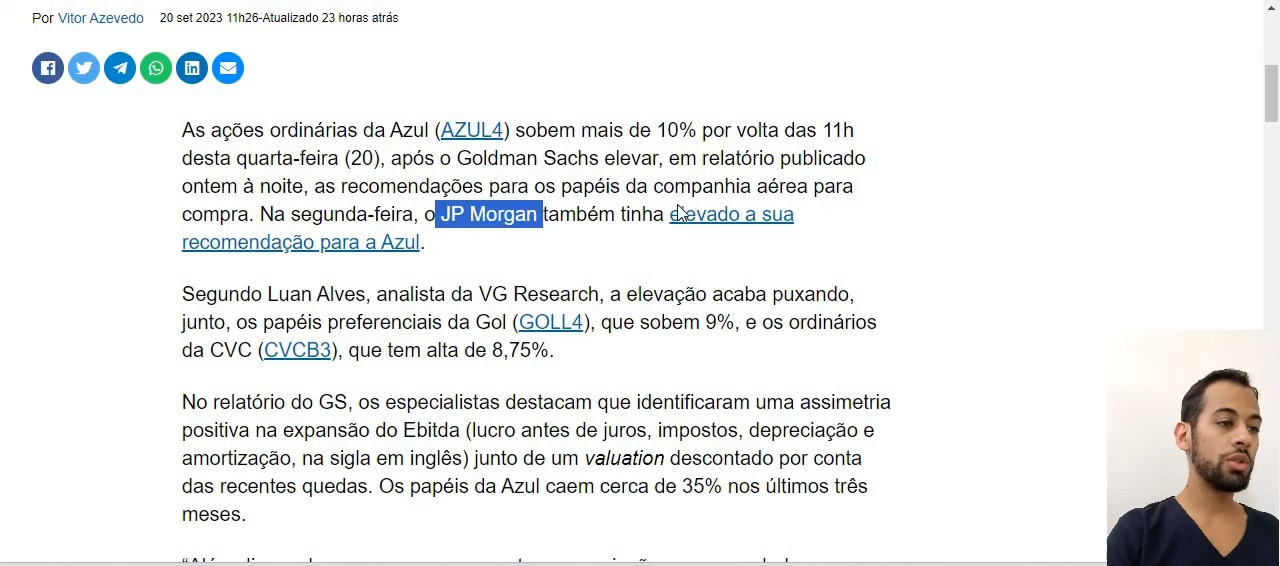 Por Vitor Azevedo 20 set 2023 11h26-Atualizado 23 horas atrás
As ações ordinárias da Azul (AZUL4) sobem mais de 10% por volta das 11h
desta quarta-feira (20), após o Goldman Sachs elevar, em relatório publicado
ontem à noite, as recomendações para os papéis da companhia aérea para
compra. Na segunda-feira, o JP Morgan também tinha elevado a sua
recomendação para a Azul.
Segundo Luan Alves, analista da VG Research, a elevação acaba puxando,
junto, os papéis preferenciais da Gol (GOLL4), que sobem 9%, e os ordinários
da CVC (CVCB3), que tem alta de 8,75%.
No relatório do GS, os especialistas destacam que identificaram uma assimetria
positiva na expansão do Ebitda (lucro antes de juros, impostos, depreciação e
amortização, na sigla em inglês) junto de um valuation descontado por conta
das recentes quedas. Os papéis da Azul caem cerca de 35% nos últimos três
meses.